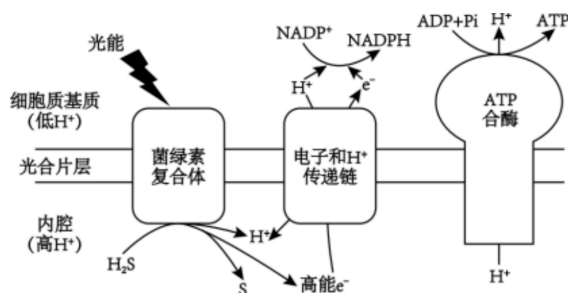 光能
NADP⁺
NADPH
H⁺
e⁻
ADP+Pi
H⁺
ATP
细胞质基质
(低H⁺)
菌绿素
复合体
电子和H⁺
传递链
ATP
合酶
光合片层
内腔
(高H⁺)
H₂S
S
H⁺
高能e⁻
H⁺